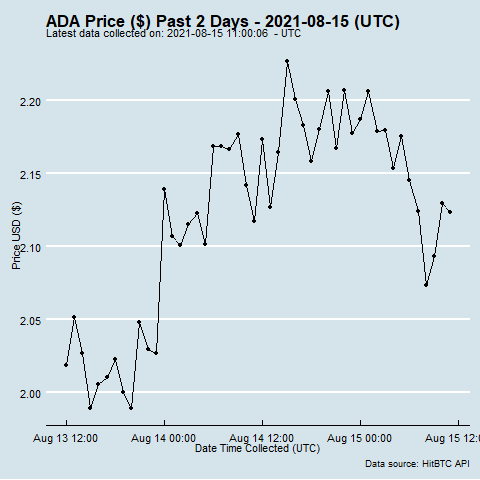 ADA Price ($) Past 2 Days - 2021-08-15 (UTC)
Latest data collected on: 2021-08-15 11:00:06 - UTC
2.20
2.15
2.10
2.05
2.00
Price USD ($)
Aug 13 12:00
Aug 14 00:00
Aug 14 12:00
Aug 15 00:00
Aug 15 12:0
Date Time Collected (UTC)
Data source: HitBTC API